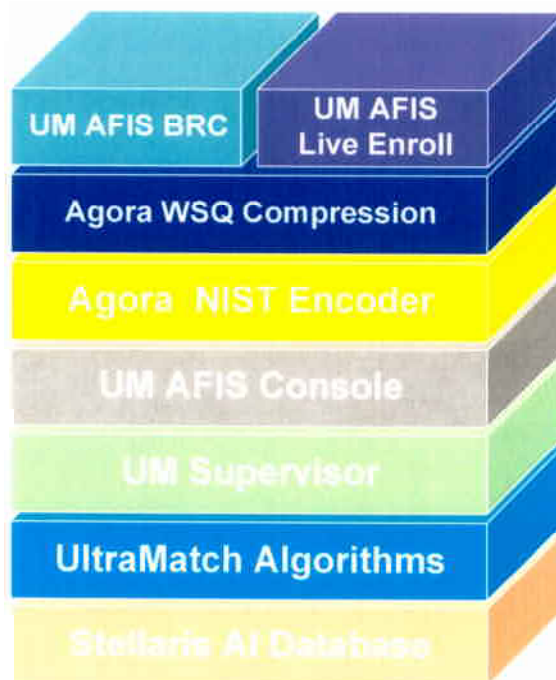 UM AFIS BRC
UM AFIS
Live Enroll
Agora WSQ Compression
Agora NIST Encoder
UM AFIS Console
UM Supervisor
UltraMatch Algorithms
Stellaris AI Database